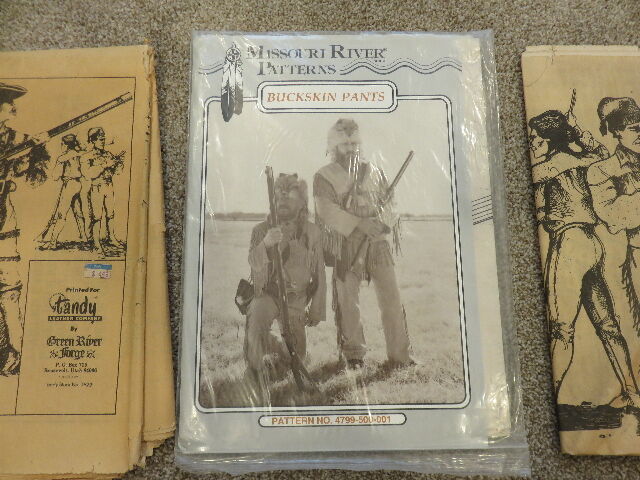 Printed For
tandy
LEATHER COMPANY
By
Green River
Forge
MISSOURI RIVER
PATTERNS
BUCKSKIN PANTS
PATTERN NO. 4799-500-001